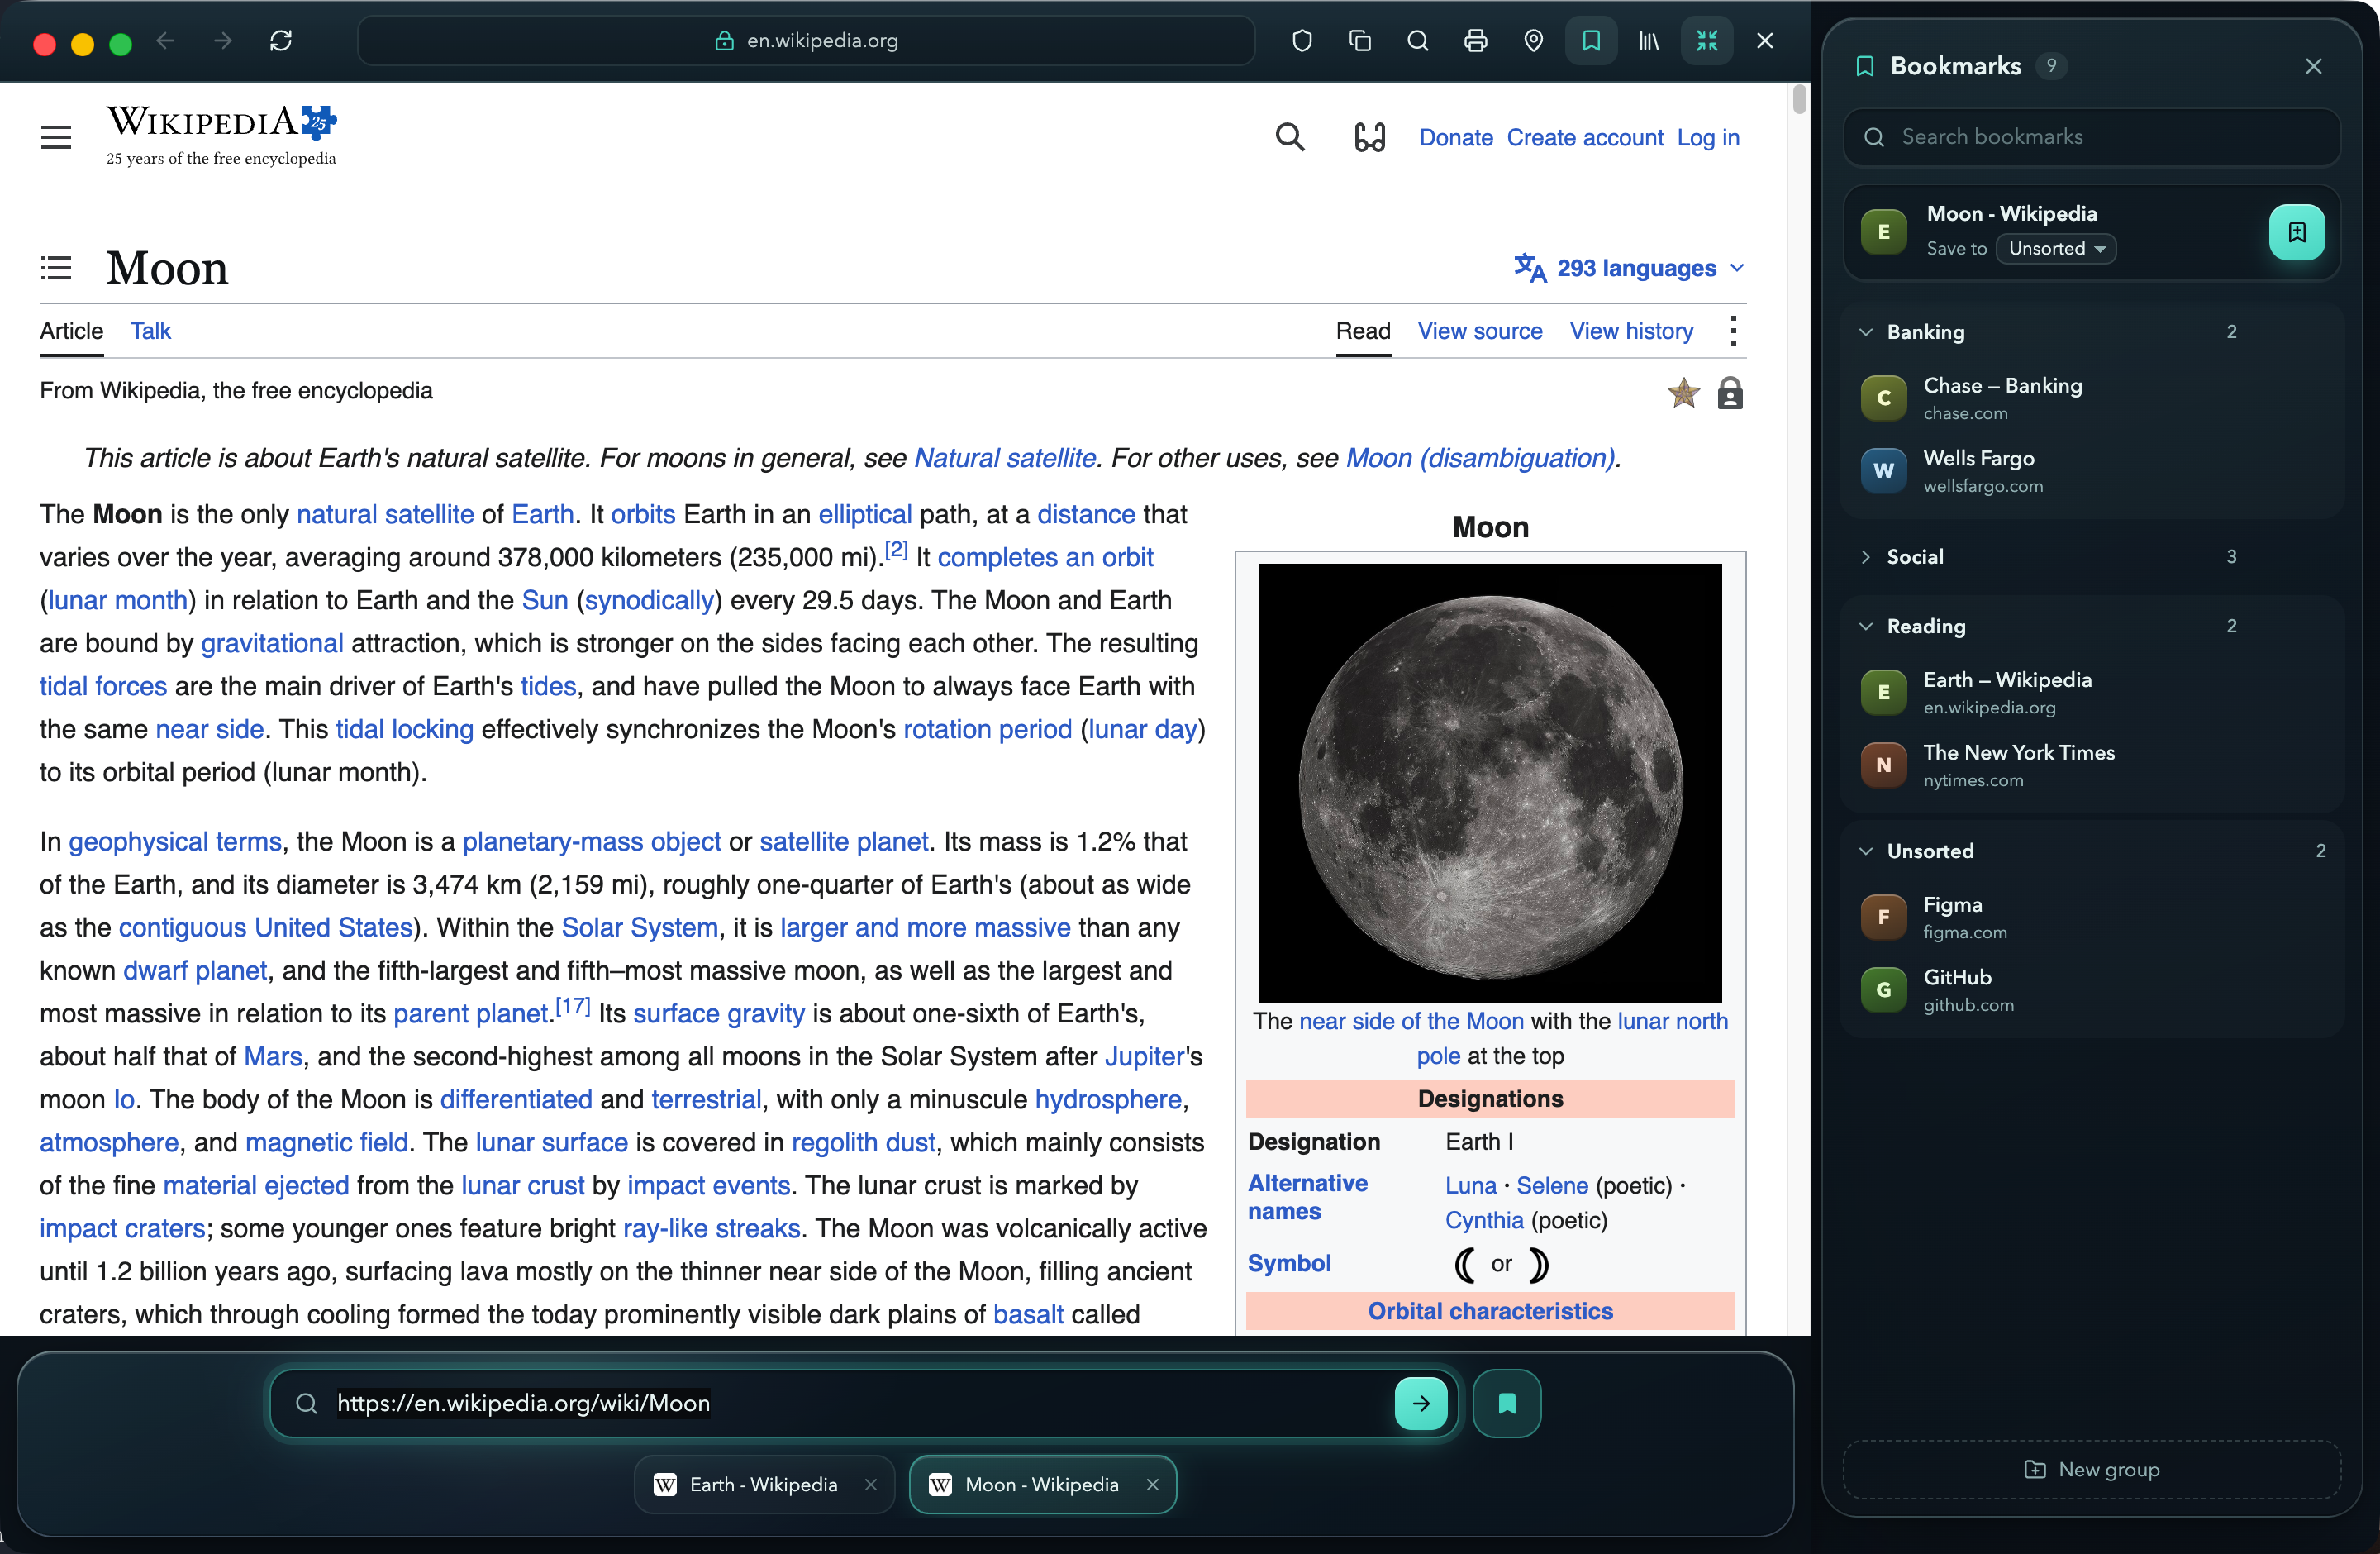 en.wikipedia.org
WIKIPEDIA 25
25 years of the free encyclopedia
Donate Create account Log in
Moon
293 languages
Article Talk
Read View source View history
From Wikipedia, the free encyclopedia
This article is about Earth's natural satellite. For moons in general, see Natural satellite. For other uses, see Moon (disambiguation).
The Moon is the only natural satellite of Earth. It orbits Earth in an elliptical path, at a distance that
varies over the year, averaging around 378,000 kilometers (235,000 mi).[2] It completes an orbit
(lunar month) in relation to Earth and the Sun (synodically) every 29.5 days. The Moon and Earth
are bound by gravitational attraction, which is stronger on the sides facing each other. The resulting
tidal forces are the main driver of Earth's tides, and have pulled the Moon to always face Earth with
the same near side. This tidal locking effectively synchronizes the Moon's rotation period (lunar day)
to its orbital period (lunar month).
In geophysical terms, the Moon is a planetary-mass object or satellite planet. Its mass is 1.2% that
of the Earth, and its diameter is 3,474 km (2,159 mi), roughly one-quarter of Earth's (about as wide
as the contiguous United States). Within the Solar System, it is larger and more massive than any
known dwarf planet, and the fifth-largest and fifth–most massive moon, as well as the largest and
most massive in relation to its parent planet.[17] Its surface gravity is about one-sixth of Earth's,
about half that of Mars, and the second-highest among all moons in the Solar System after Jupiter's
moon Io. The body of the Moon is differentiated and terrestrial, with only a minuscule hydrosphere,
atmosphere, and magnetic field. The lunar surface is covered in regolith dust, which mainly consists
of the fine material ejected from the lunar crust by impact events. The lunar crust is marked by
impact craters; some younger ones feature bright ray-like streaks. The Moon was volcanically active
until 1.2 billion years ago, surfacing lava mostly on the thinner near side of the Moon, filling ancient
craters, which through cooling formed the today prominently visible dark plains of basalt called
Moon
The near side of the Moon with the lunar north
pole at the top
Designations
Designation Earth I
Alternative names Luna · Selene (poetic) ·
Cynthia (poetic)
Symbol or
Orbital characteristics
https://en.wikipedia.org/wiki/Moon
W Earth - Wikipedia
W Moon - Wikipedia
Bookmarks 9
Search bookmarks
E Moon - Wikipedia
Save to Unsorted
Banking 2
C Chase – Banking
chase.com
W Wells Fargo
wellsfargo.com
Social 3
Reading 2
E Earth – Wikipedia
en.wikipedia.org
N The New York Times
nytimes.com
Unsorted 2
F Figma
figma.com
G GitHub
github.com
New group